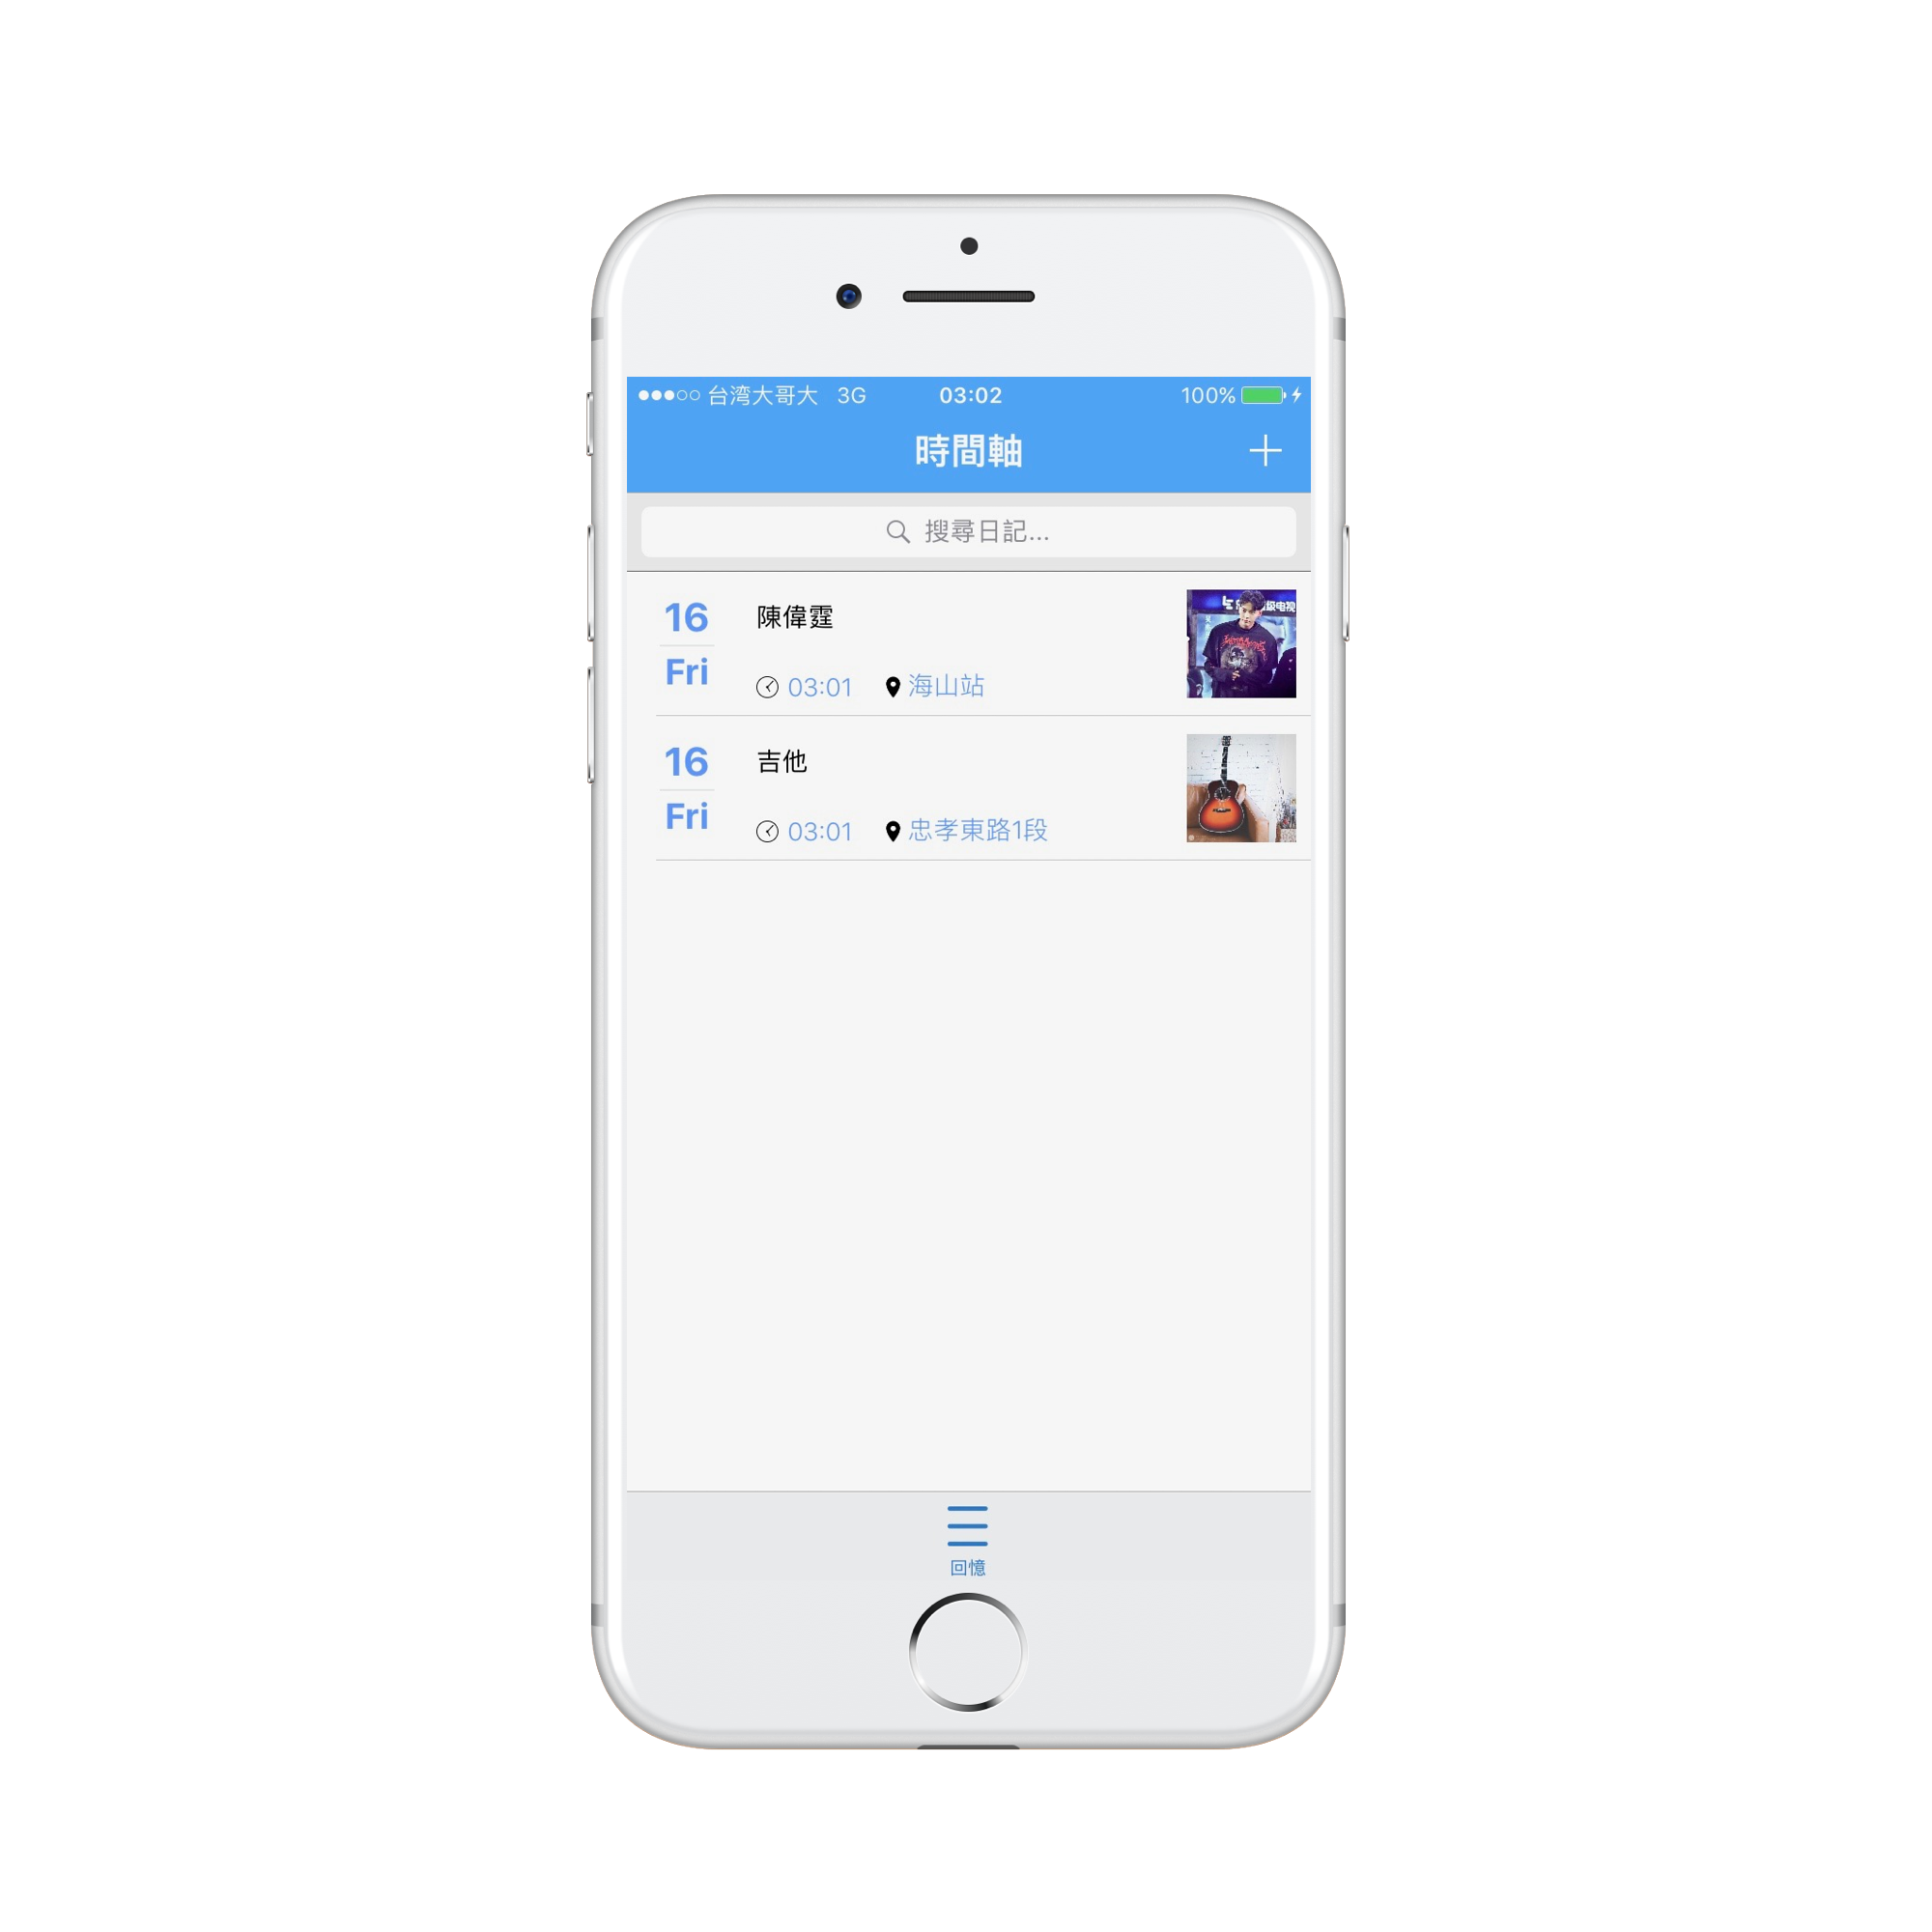 台湾大哥大 3G 03:02 100%
時間軸
搜尋日記...
16 陳偉霆
Fri 03:01 海山站
16 吉他
Fri 03:01 忠孝東路1段
回憶